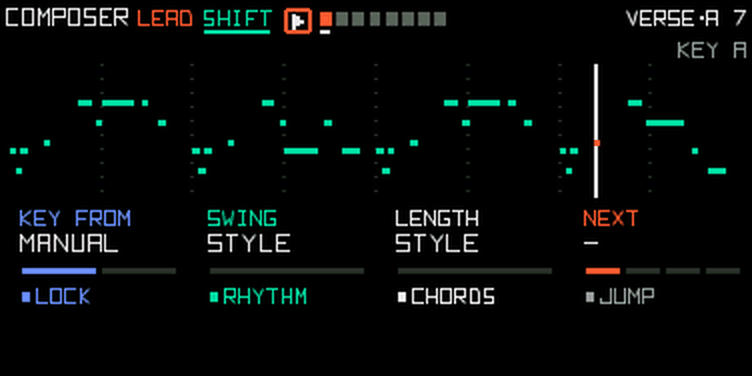 COMPOSER LEAD SHIFT VERSE·A 7
KEY A
KEY FROM SWING LENGTH NEXT
MANUAL STYLE STYLE –
LOCK RHYTHM CHORDS JUMP